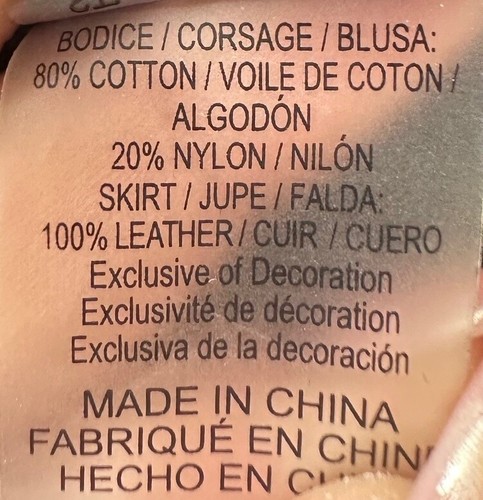 BODICE / CORSAGE / BLUSA:
80% COTTON / VOILE DE COTON /
ALGODÓN
20% NYLON / NILÓN
SKIRT / JUPE / FALDA:
100% LEATHER / CUIR / CUERO
Exclusive of Decoration
Exclusivité de décoration
Exclusiva de la decoración
MADE IN CHINA
FABRIQUÉ EN
HECHO EN